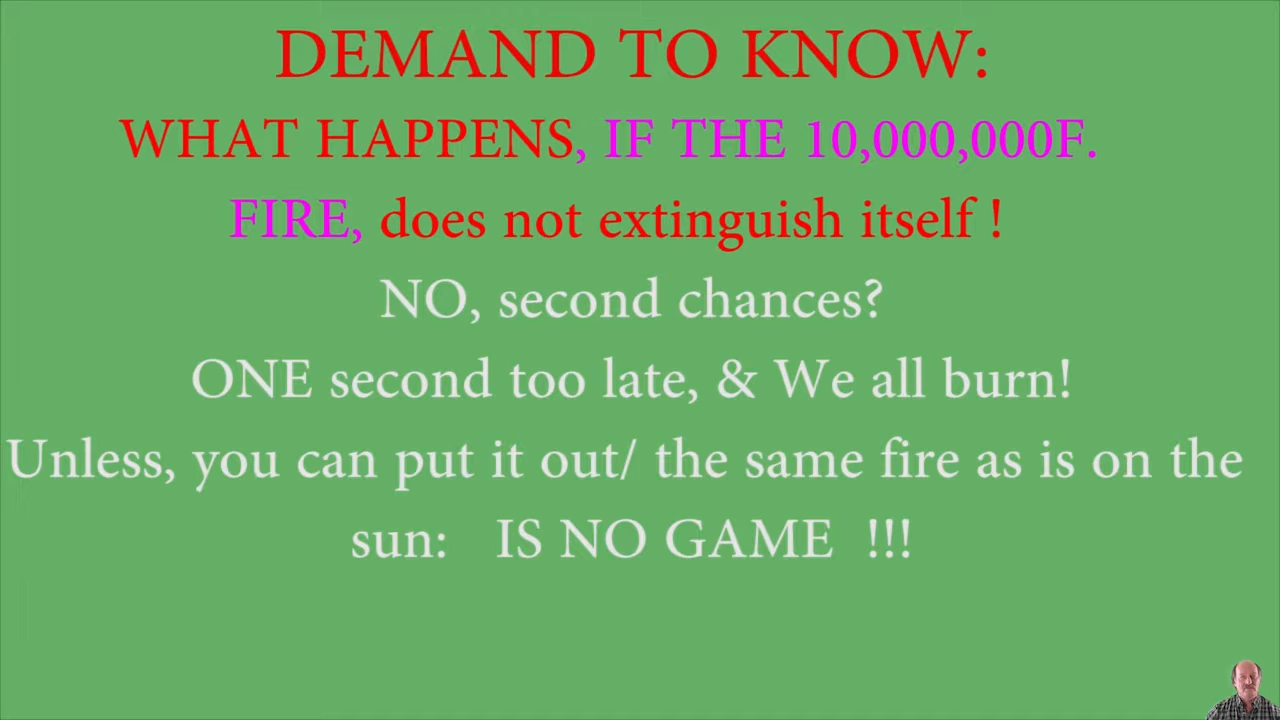 DEMAND TO KNOW:
WHAT HAPPENS, IF THE 10,000,000F.
FIRE, does not extinguish itself !
NO, second chances?
ONE second too late, & We all burn!
Unless, you can put it out/ the same fire as is on the
sun: IS NO GAME !!!